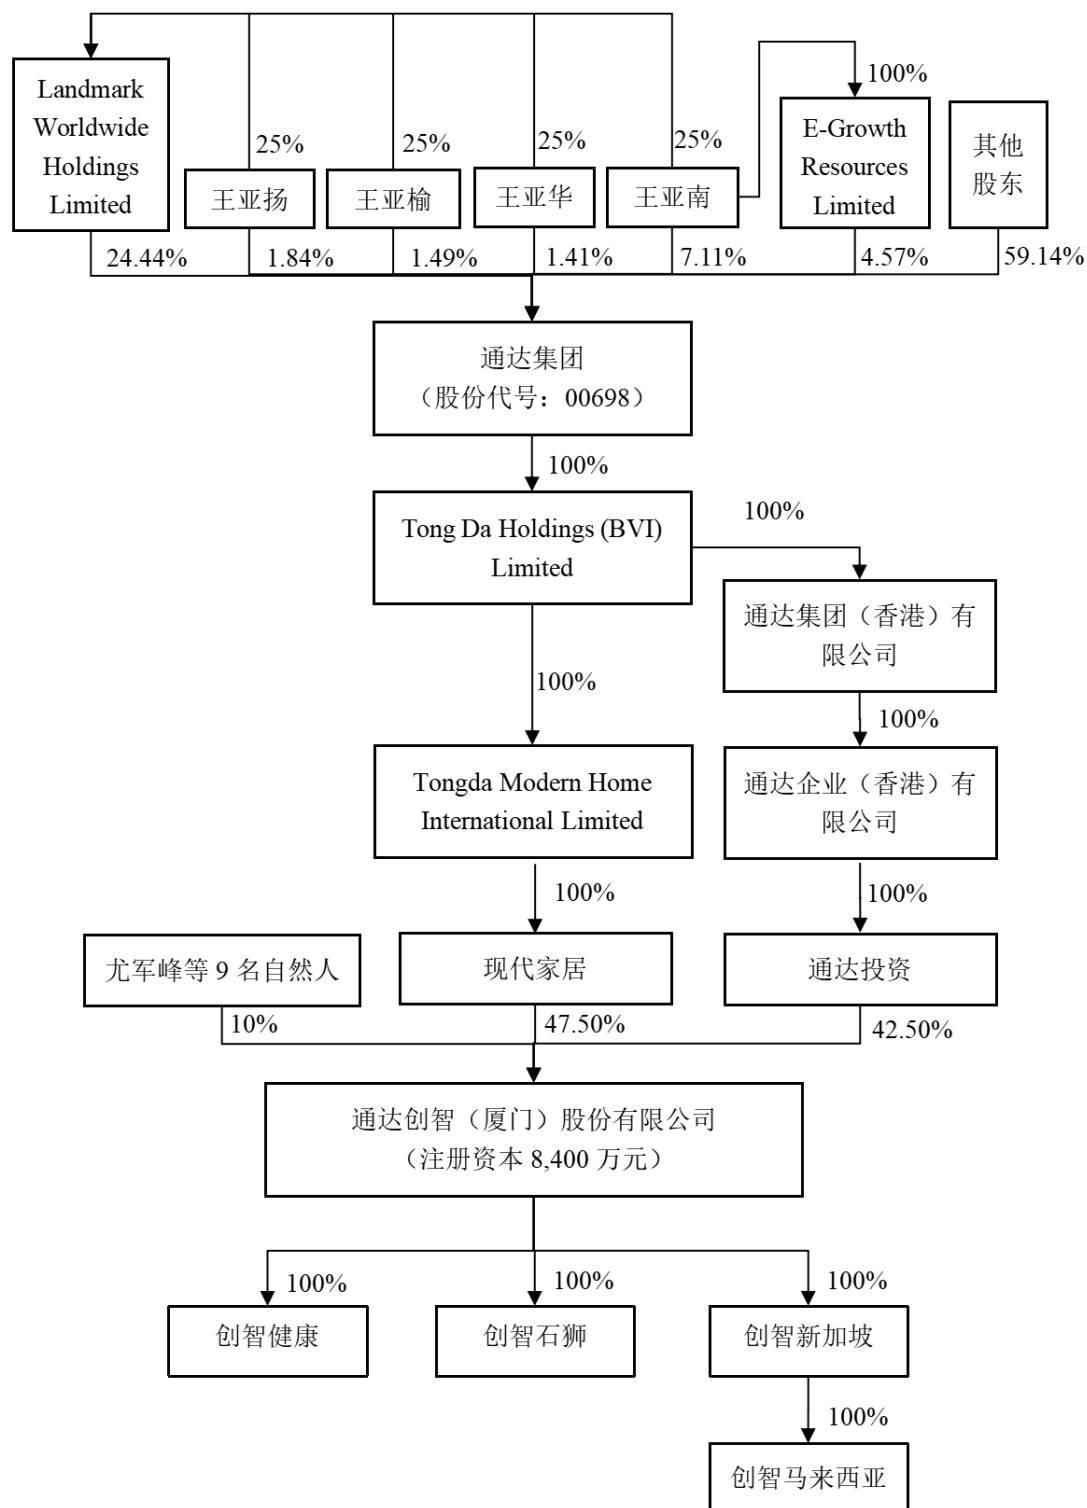 100%
Landmark
Worldwide
Holdings
Limited
E-Growth
Resources
Limited
其他
股东
25%
25%
25%
25%
王亚扬
王亚榆
王亚华
王亚南
24.44%
1.84%
1.49%
1.41%
7.11%
4.57%
59.14%
通达集团
（股份代号：00698）
100%
Tong Da Holdings (BVI)
Limited
100%
通达集团（香港）有
限公司
100%
100%
Tongda Modern Home
International Limited
通达企业（香港）有
限公司
100%
100%
尤军峰等 9 名自然人
现代家居
通达投资
10%
47.50%
42.50%
通达创智（厦门）股份有限公司
（注册资本 8,400 万元）
100%
100%
100%
创智健康
创智石狮
创智新加坡
100%
创智马来西亚